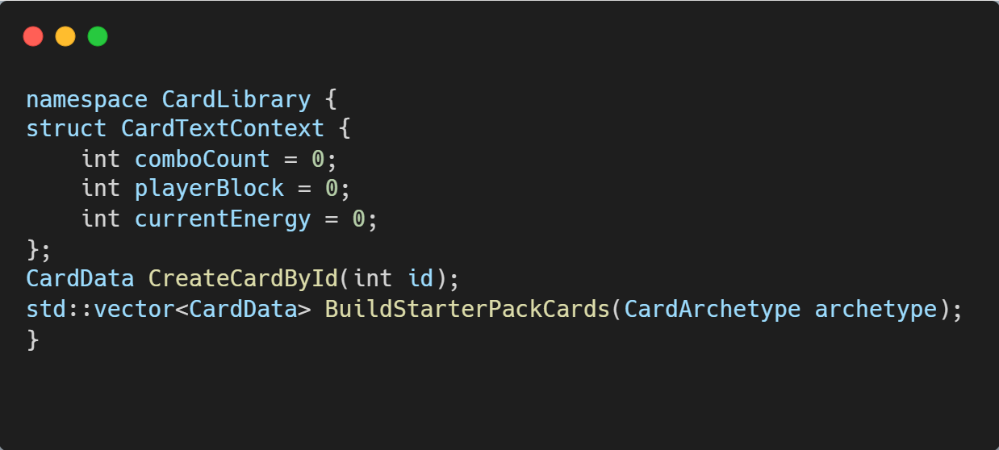 namespace CardLibrary {
struct CardTextContext {
    int comboCount = 0;
    int playerBlock = 0;
    int currentEnergy = 0;
};
CardData CreateCardById(int id);
std::vector<CardData> BuildStarterPackCards(CardArchetype archetype);
}